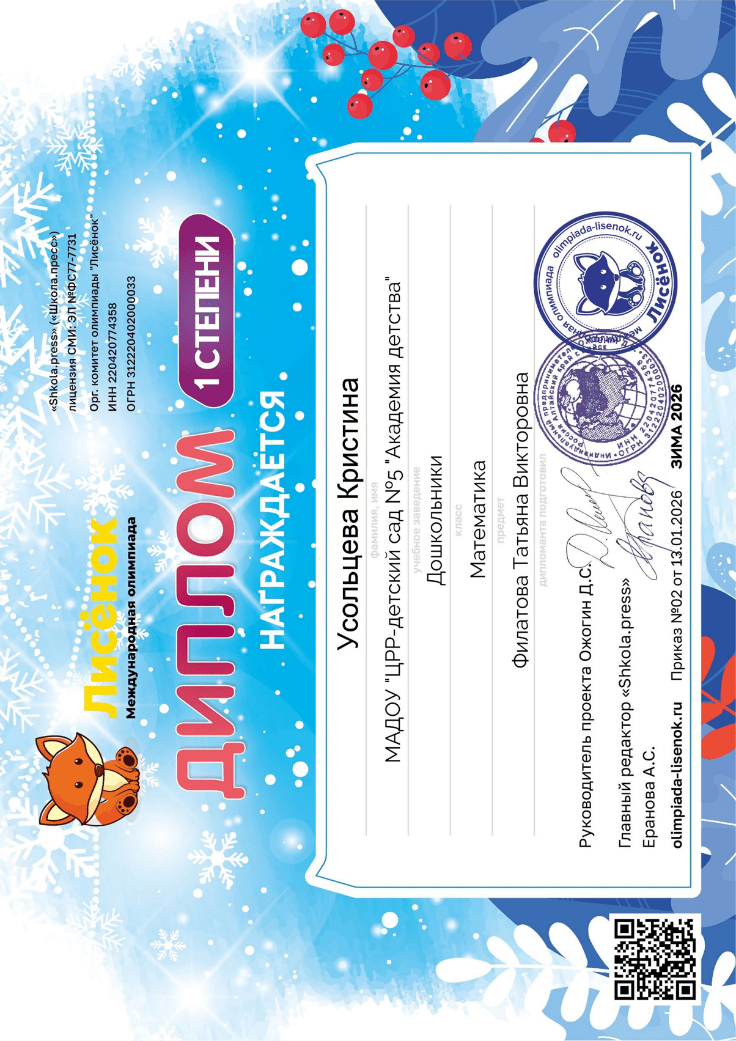 Лисёнок
Международная олимпиада
«Shkola.press» («Школа.пресс»)
лицензия СМИ: ЭЛ №ФС77-7731
Орг. комитет олимпиады "Лисёнок"
ИНН 220420774358
ОГРН 312220402000033
ДИПЛОМ
1 СТЕПЕНИ
НАГРАЖДАЕТСЯ
Усольцева Кристина
фамилия, имя
МАДОУ "ЦРР-детский сад №5 "Академия детства"
учебное заведение
Дошкольники
класс
Математика
предмет
Филатова Татьяна Викторовна
дипломанта подготовил
Руководитель проекта Ожогин Д.С.
Главный редактор «Shkola.press»
Еранова А.С.
olimpiada-lisenok.ru Приказ №02 от 13.01.2026 ЗИМА 2026
olimpiada-lisenok.ru
Лисёнок
ИНН 220420774358